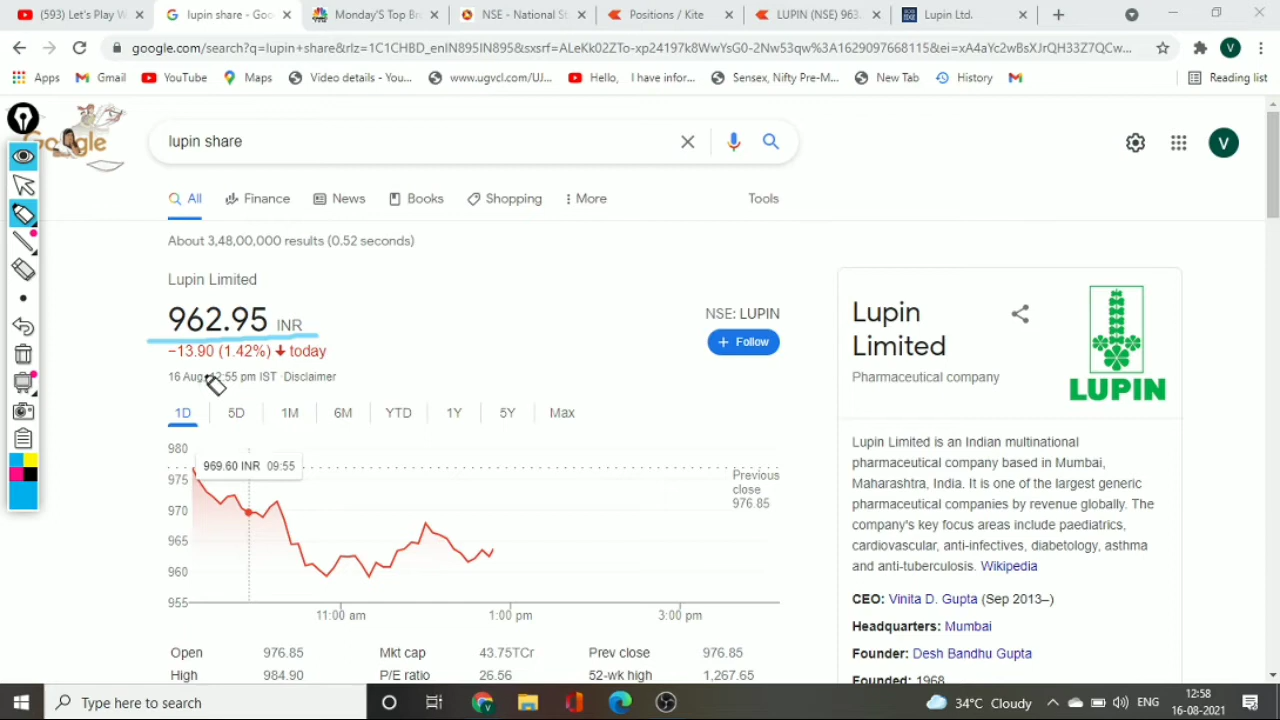 (593) Let's Play W
lupin share - Goo
Monday'S Top Br
NSE - National St
Positions / Kite
LUPIN (NSE) 963.
Lupin Ltd.
google.com/search?q=lupin+share&rlz=1C1CHBD_enIN895IN895&sxsrf=ALeKk02ZTo-xp24197k8WwYsG0-2Nw53qw%3A1629097668115&ei=xA4aYc2wBsXJrQH33Z7QCw...
Apps
Gmail
YouTube
Maps
Video details - You...
www.ugvcl.com/UJ...
Hello, I have infor...
Sensex, Nifty Pre-M...
New Tab
History
Reading list
Google
lupin share
V
All
Finance
News
Books
Shopping
More
Tools
About 3,48,00,000 results (0.52 seconds)
Lupin Limited
962.95 INR
NSE: LUPIN
−13.90 (1.42%) today
+ Follow
16 Aug, 12:55 pm IST · Disclaimer
1D
5D
1M
6M
YTD
1Y
5Y
Max
980
975
970
965
960
955
969.60 INR 09:55
Previous
close
976.85
11:00 am
1:00 pm
3:00 pm
Open 976.85
Mkt cap 43.75TCr
Prev close 976.85
High 984.90
P/E ratio 26.56
52-wk high 1,267.65
Lupin
Limited
Pharmaceutical company
LUPIN
Lupin Limited is an Indian multinational
pharmaceutical company based in Mumbai,
Maharashtra, India. It is one of the largest generic
pharmaceutical companies by revenue globally. The
company's key focus areas include paediatrics,
cardiovascular, anti-infectives, diabetology, asthma
and anti-tuberculosis. Wikipedia
CEO: Vinita D. Gupta (Sep 2013–)
Headquarters: Mumbai
Founder: Desh Bandhu Gupta
Founded: 1968
Type here to search
34°C Cloudy
ENG
12:58
16-08-2021